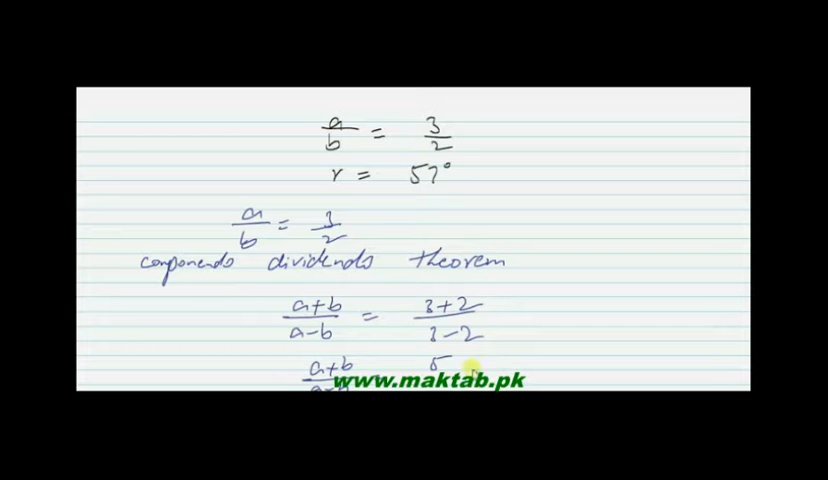 a/b = 3/2
r = 57°
a/b = 3/2
componendo dividendo theorem
a+b/a-b = 3+2/3-2
a+b 5
www.maktab.pk